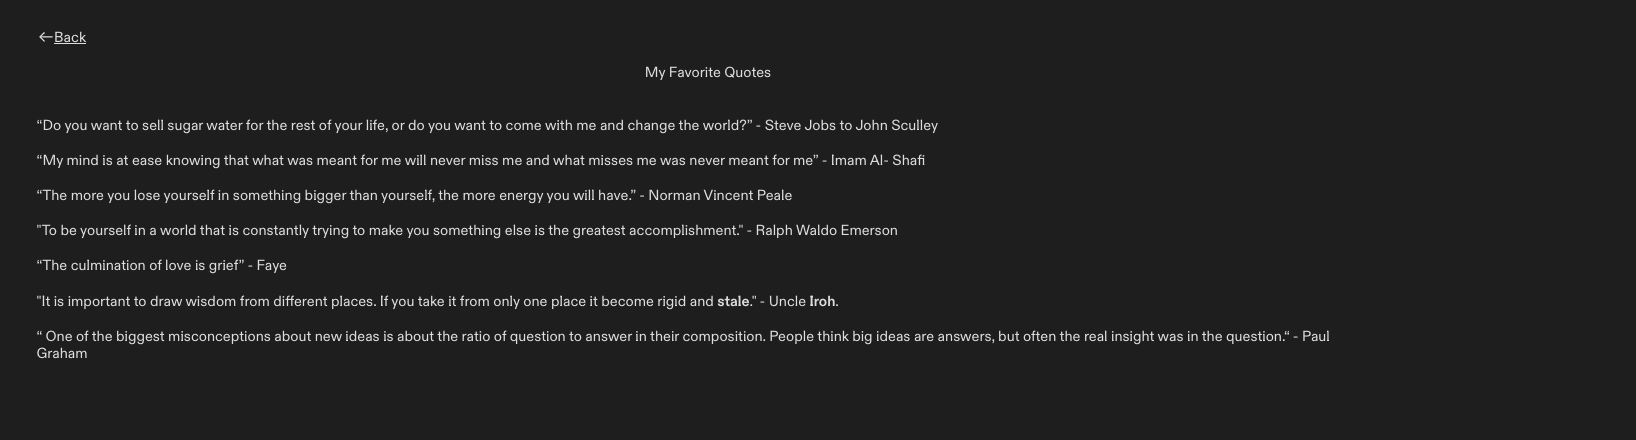 ←Back
My Favorite Quotes
“Do you want to sell sugar water for the rest of your life, or do you want to come with me and change the world?” - Steve Jobs to John Sculley
“My mind is at ease knowing that what was meant for me will never miss me and what misses me was never meant for me” - Imam Al- Shafi
“The more you lose yourself in something bigger than yourself, the more energy you will have.” - Norman Vincent Peale
"To be yourself in a world that is constantly trying to make you something else is the greatest accomplishment." - Ralph Waldo Emerson
“The culmination of love is grief” - Faye
"It is important to draw wisdom from different places. If you take it from only one place it become rigid and stale." - Uncle Iroh.
“ One of the biggest misconceptions about new ideas is about the ratio of question to answer in their composition. People think big ideas are answers, but often the real insight was in the question.“ - Paul
Graham